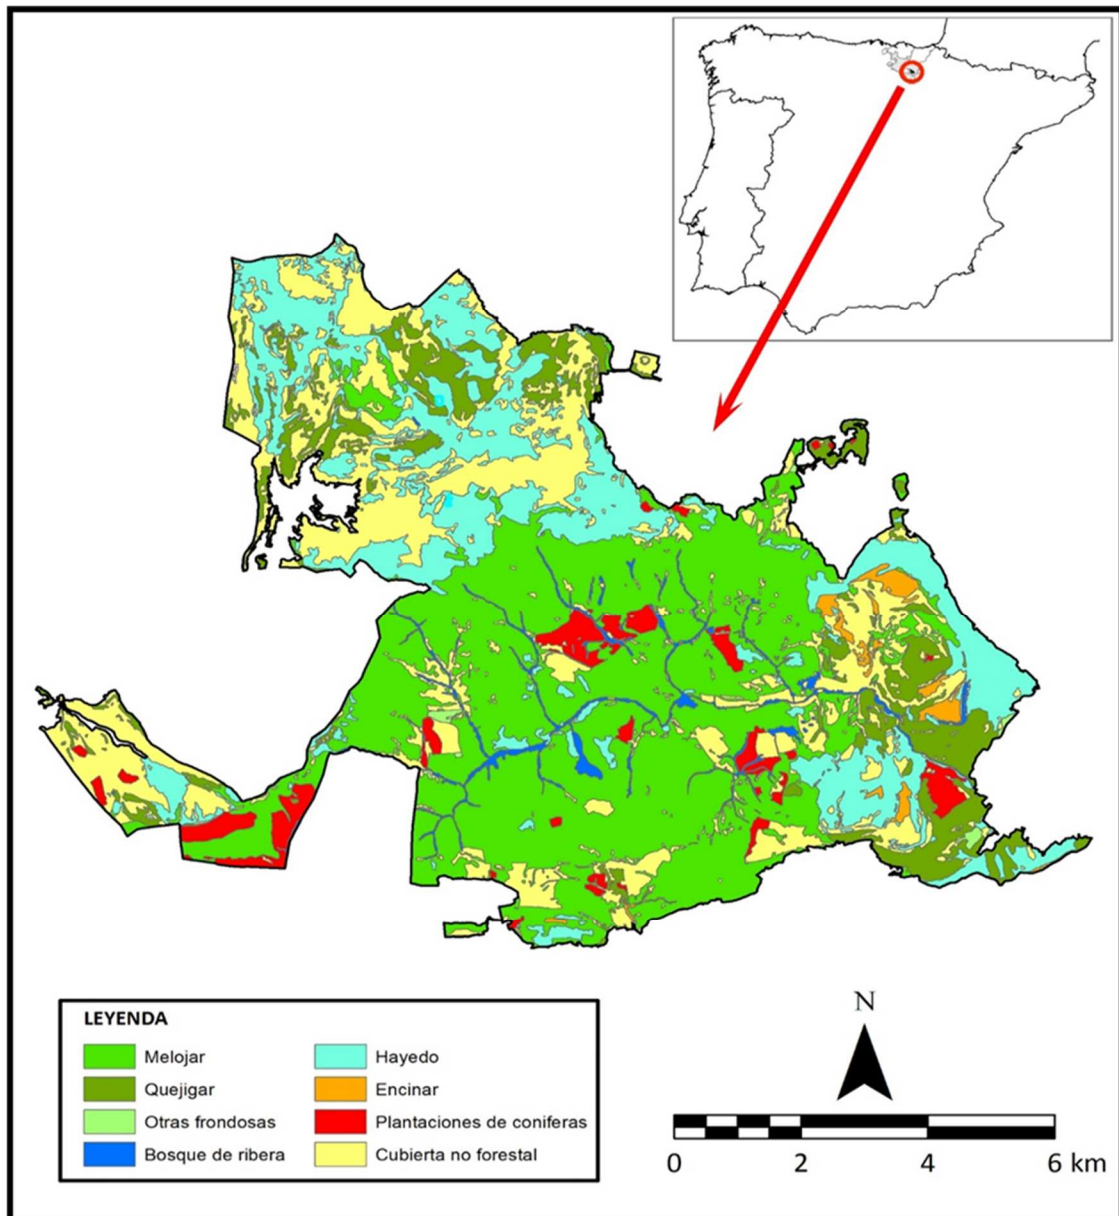 LEYENDA
Melojar
Hayedo
Quejigar
Encinar
Otras frondosas
Plantaciones de coniferas
Bosque de ribera
Cubierta no forestal
N
0 2 4 6 km